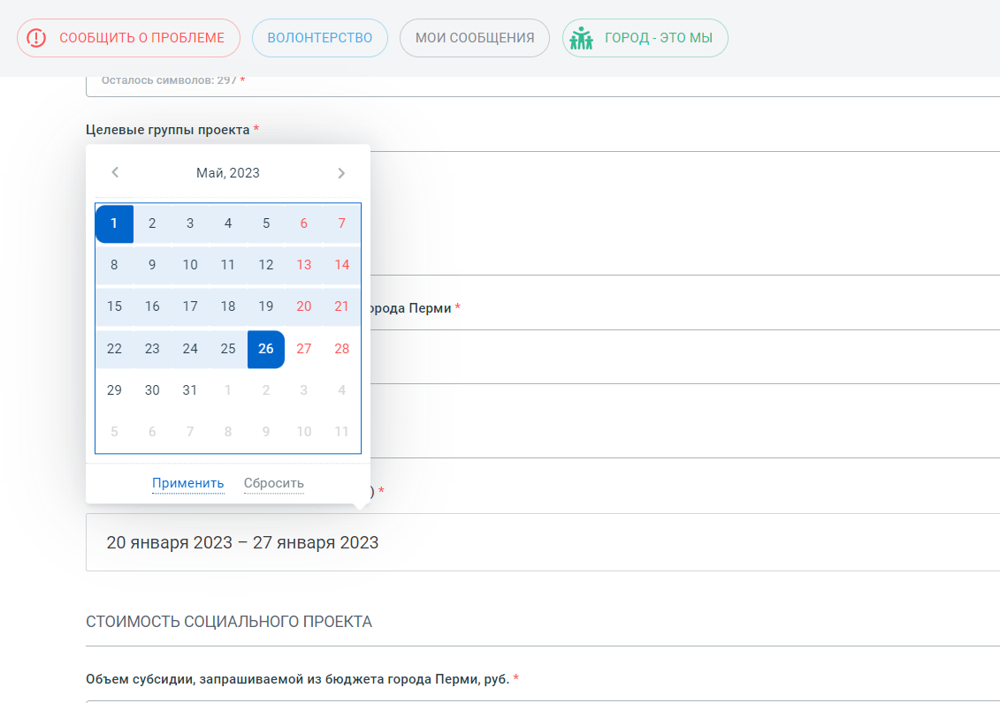 СООБЩИТЬ О ПРОБЛЕМЕ ВОЛОНТЕРСТВО МОИ СООБЩЕНИЯ ГОРОД - ЭТО МЫ
Осталось символов: 297 *
Целевые группы проекта *
Май, 2023
1 2 3 4 5 6 7
8 9 10 11 12 13 14
орода Перми *
15 16 17 18 19 20 21
22 23 24 25 26 27 28
29 30 31 1 2 3 4
5 6 7 8 9 10 11
Применить Сбросить
) *
20 января 2023 – 27 января 2023
СТОИМОСТЬ СОЦИАЛЬНОГО ПРОЕКТА
Объем субсидии, запрашиваемой из бюджета города Перми, руб. *